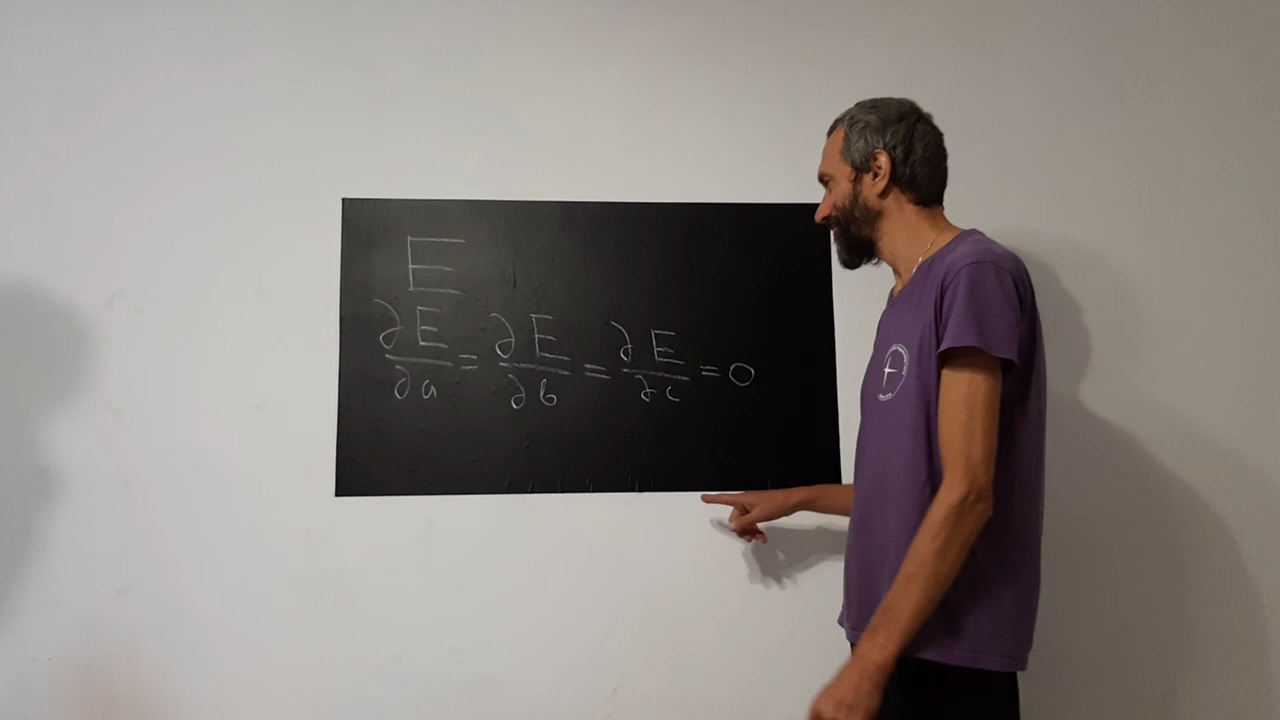 E
∂E/∂a = ∂E/∂b = ∂E/∂c = 0